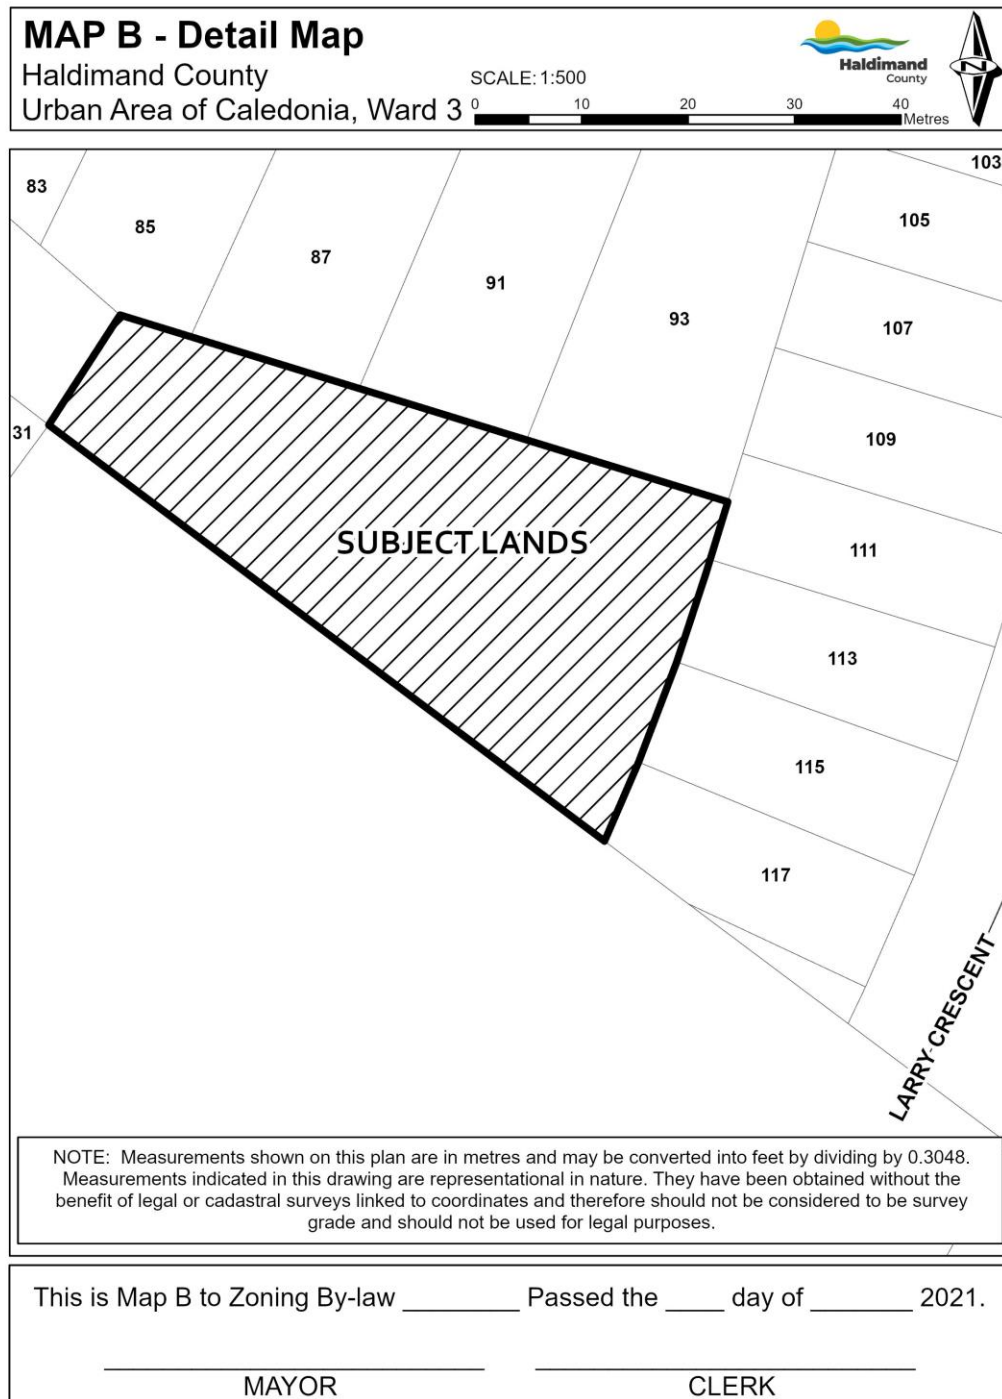 MAP B - Detail Map
Haldimand County
Urban Area of Caledonia, Ward 3
SCALE: 1:500
0 10 20 30 40
Metres
Haldimand
County
N
83
85
87
91
93
103
105
107
109
111
113
115
117
31
SUBJECT LANDS
LARRY CRESCENT
NOTE: Measurements shown on this plan are in metres and may be converted into feet by dividing by 0.3048.
Measurements indicated in this drawing are representational in nature. They have been obtained without the
benefit of legal or cadastral surveys linked to coordinates and therefore should not be considered to be survey
grade and should not be used for legal purposes.
This is Map B to Zoning By-law ________ Passed the ____ day of _______ 2021.
MAYOR
CLERK